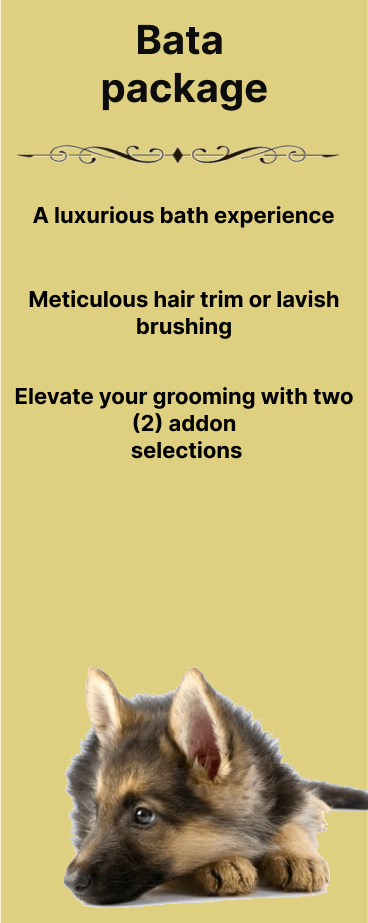 Bata
package
A luxurious bath experience
Meticulous hair trim or lavish
brushing
Elevate your grooming with two
(2) addon
selections